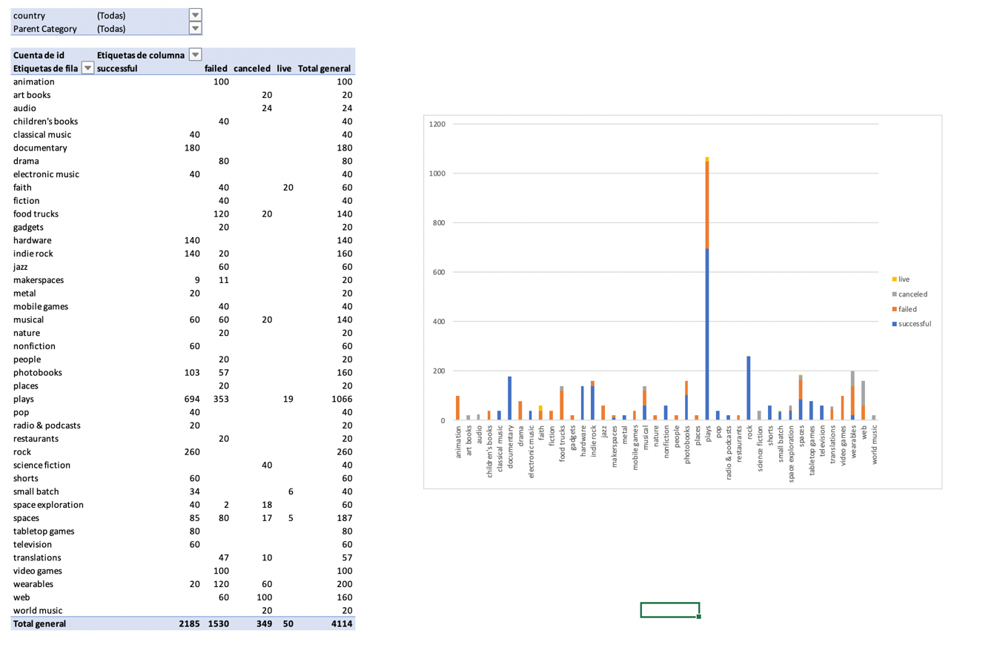 country (Todas)
Parent Category (Todas)
Cuenta de id Etiquetas de columna
Etiquetas de fila successful failed canceled live Total general
animation 100 100
art books 20 20
audio 24 24
children's books 40 40
classical music 40 40
documentary 180 180
drama 80 80
electronic music 40 40
faith 40 20 60
fiction 40 40
food trucks 120 20 140
gadgets 20 20
hardware 140 140
indie rock 140 20 160
jazz 60 60
makerspaces 9 11 20
metal 20 20
mobile games 40 40
musical 60 60 20 140
nature 20 20
nonfiction 60 60
people 20 20
photobooks 103 57 160
places 20 20
plays 694 353 19 1066
pop 40 40
radio & podcasts 20 20
restaurants 20 20
rock 260 260
science fiction 40 40
shorts 60 60
small batch 34 6 40
space exploration 40 2 18 60
spaces 85 80 17 5 187
tabletop games 80 80
television 60 60
translations 47 10 57
video games 100 100
wearables 20 120 60 200
web 60 100 160
world music 20 20
Total general 2185 1530 349 50 4114
1200
1000
800
600
400
200
0
animation
art books
audio
children's books
classical music
documentary
drama
electronic music
faith
fiction
food trucks
gadgets
hardware
indie rock
jazz
makerspaces
metal
mobile games
musical
nature
nonfiction
people
photobooks
places
plays
pop
radio & podcasts
restaurants
rock
science fiction
shorts
small batch
space exploration
spaces
tabletop games
television
translations
video games
wearables
web
world music
live
canceled
failed
successful